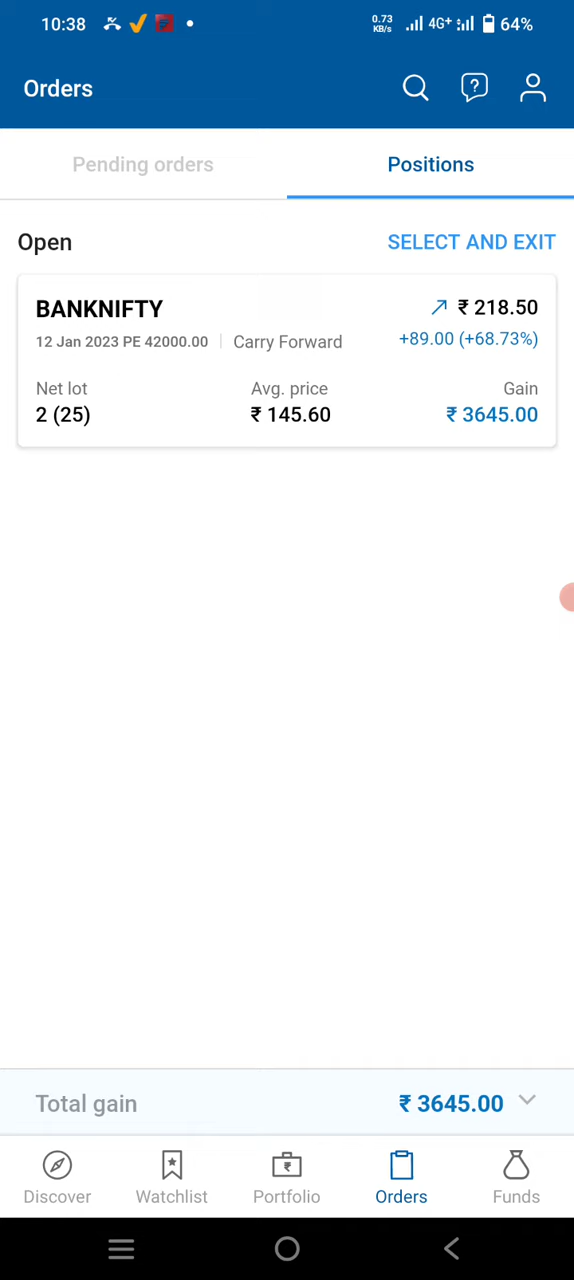 10:38 0.73 KB/s 4G+ 64%
Orders
Pending orders Positions
Open SELECT AND EXIT
BANKNIFTY ₹ 218.50
12 Jan 2023 PE 42000.00 Carry Forward +89.00 (+68.73%)
Net lot Avg. price Gain
2 (25) ₹ 145.60 ₹ 3645.00
Total gain ₹ 3645.00
Discover Watchlist Portfolio Orders Funds